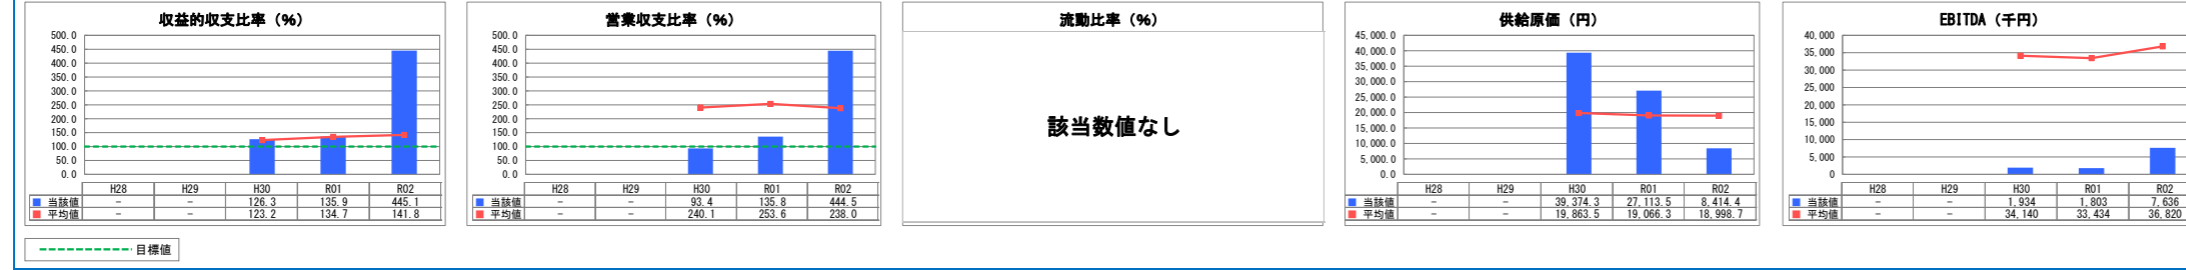 収益的収支比率（%）
500.0
450.0
400.0
350.0
300.0
250.0
200.0
150.0
100.0
50.0
0.0
H28 H29 H30 R01 R02
当該値 － － 126.3 135.9 445.1
平均値 － － 123.2 134.7 141.8
営業収支比率（%）
500.0
450.0
400.0
350.0
300.0
250.0
200.0
150.0
100.0
50.0
0.0
H28 H29 H30 R01 R02
当該値 － － 93.4 135.8 444.5
平均値 － － 240.1 253.6 238.0
流動比率（%）
該当数値なし
供給原価（円）
45,000.0
40,000.0
35,000.0
30,000.0
25,000.0
20,000.0
15,000.0
10,000.0
5,000.0
0.0
H28 H29 H30 R01 R02
当該値 － － 39,374.3 27,113.5 8,414.4
平均値 － － 19,863.5 19,066.3 18,998.7
EBITDA（千円）
40,000
35,000
30,000
25,000
20,000
15,000
10,000
5,000
0
H28 H29 H30 R01 R02
当該値 － － 1,934 1,803 7,636
平均値 － － 34,140 33,434 36,820
目標値